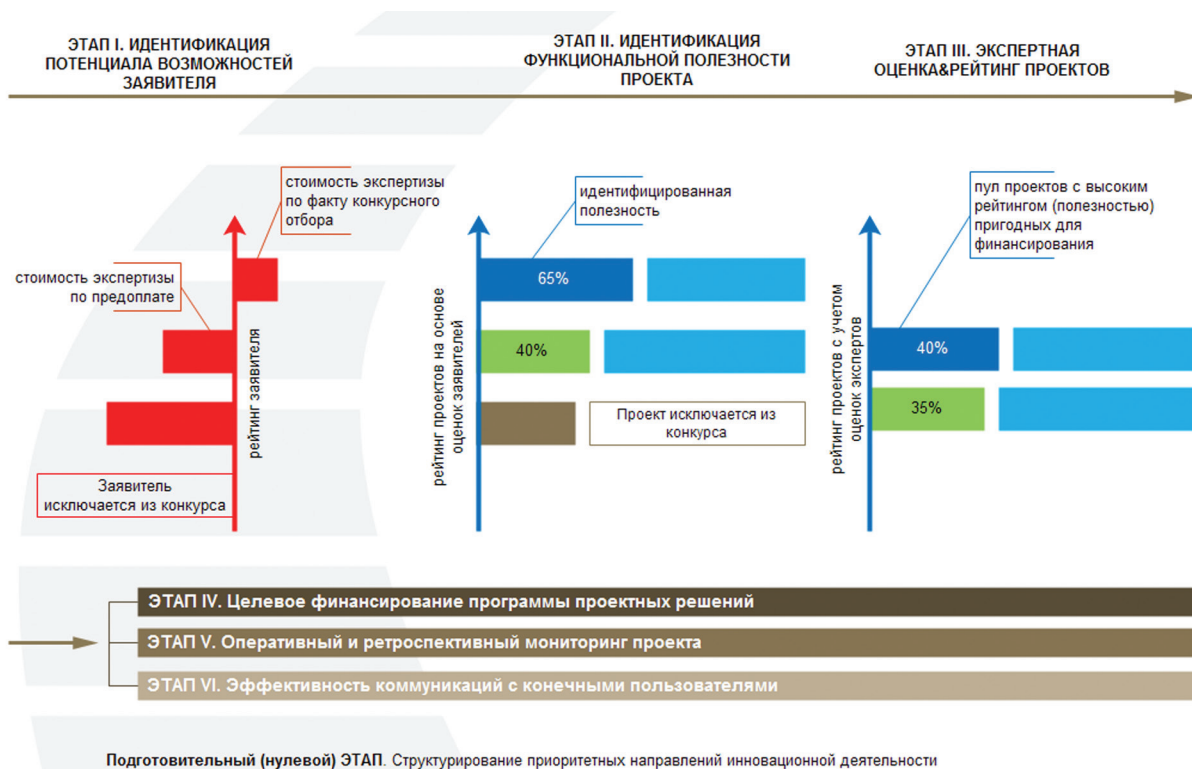 ЭТАП I. ИДЕНТИФИКАЦИЯ
ПОТЕНЦИАЛА ВОЗМОЖНОСТЕЙ
ЗАЯВИТЕЛЯ
ЭТАП II. ИДЕНТИФИКАЦИЯ
ФУНКЦИОНАЛЬНОЙ ПОЛЕЗНОСТИ
ПРОЕКТА
ЭТАП III. ЭКСПЕРТНАЯ
ОЦЕНКА&РЕЙТИНГ ПРОЕКТОВ
стоимость экспертизы
по факту конкурсного
отбора
стоимость экспертизы
по предоплате
рейтинг заявителя
Заявитель
исключается из конкурса
идентифицированная
полезность
рейтинг проектов на основе
оценок заявителей
65%
40%
Проект исключается из
конкурса
пул проектов с высоким
рейтингом (полезностью)
пригодных для
финансирования
рейтинг проектов с учетом
оценок экспертов
40%
35%
ЭТАП IV. Целевое финансирование программы проектных решений
ЭТАП V. Оперативный и ретроспективный мониторинг проекта
ЭТАП VI. Эффективность коммуникаций с конечными пользователями
Подготовительный (нулевой) ЭТАП. Структурирование приоритетных направлений инновационной деятельности